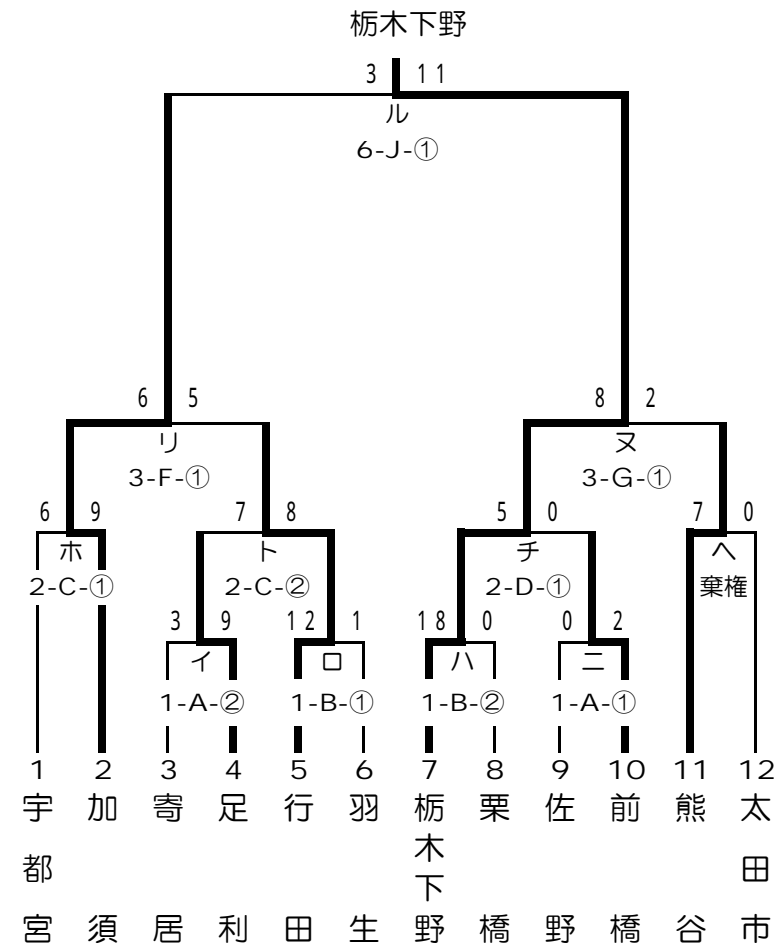 栃木下野
3 11
ル
6-J-①
6 5 8 2
リ ヌ
3-F-① 3-G-①
6 9 7 8 5 0 7 0
ホ ト チ ヘ
2-C-① 2-C-② 2-D-① 棄権
3 9 12 1 18 0 0 2
イ ロ ハ ニ
1-A-② 1-B-① 1-B-② 1-A-①
1 2 3 4 5 6 7 8 9 10 11 12
宇都宮
加須
寄居
足利
行田
羽生
栃木下野
栗橋
佐野
前橋
熊谷
太田市